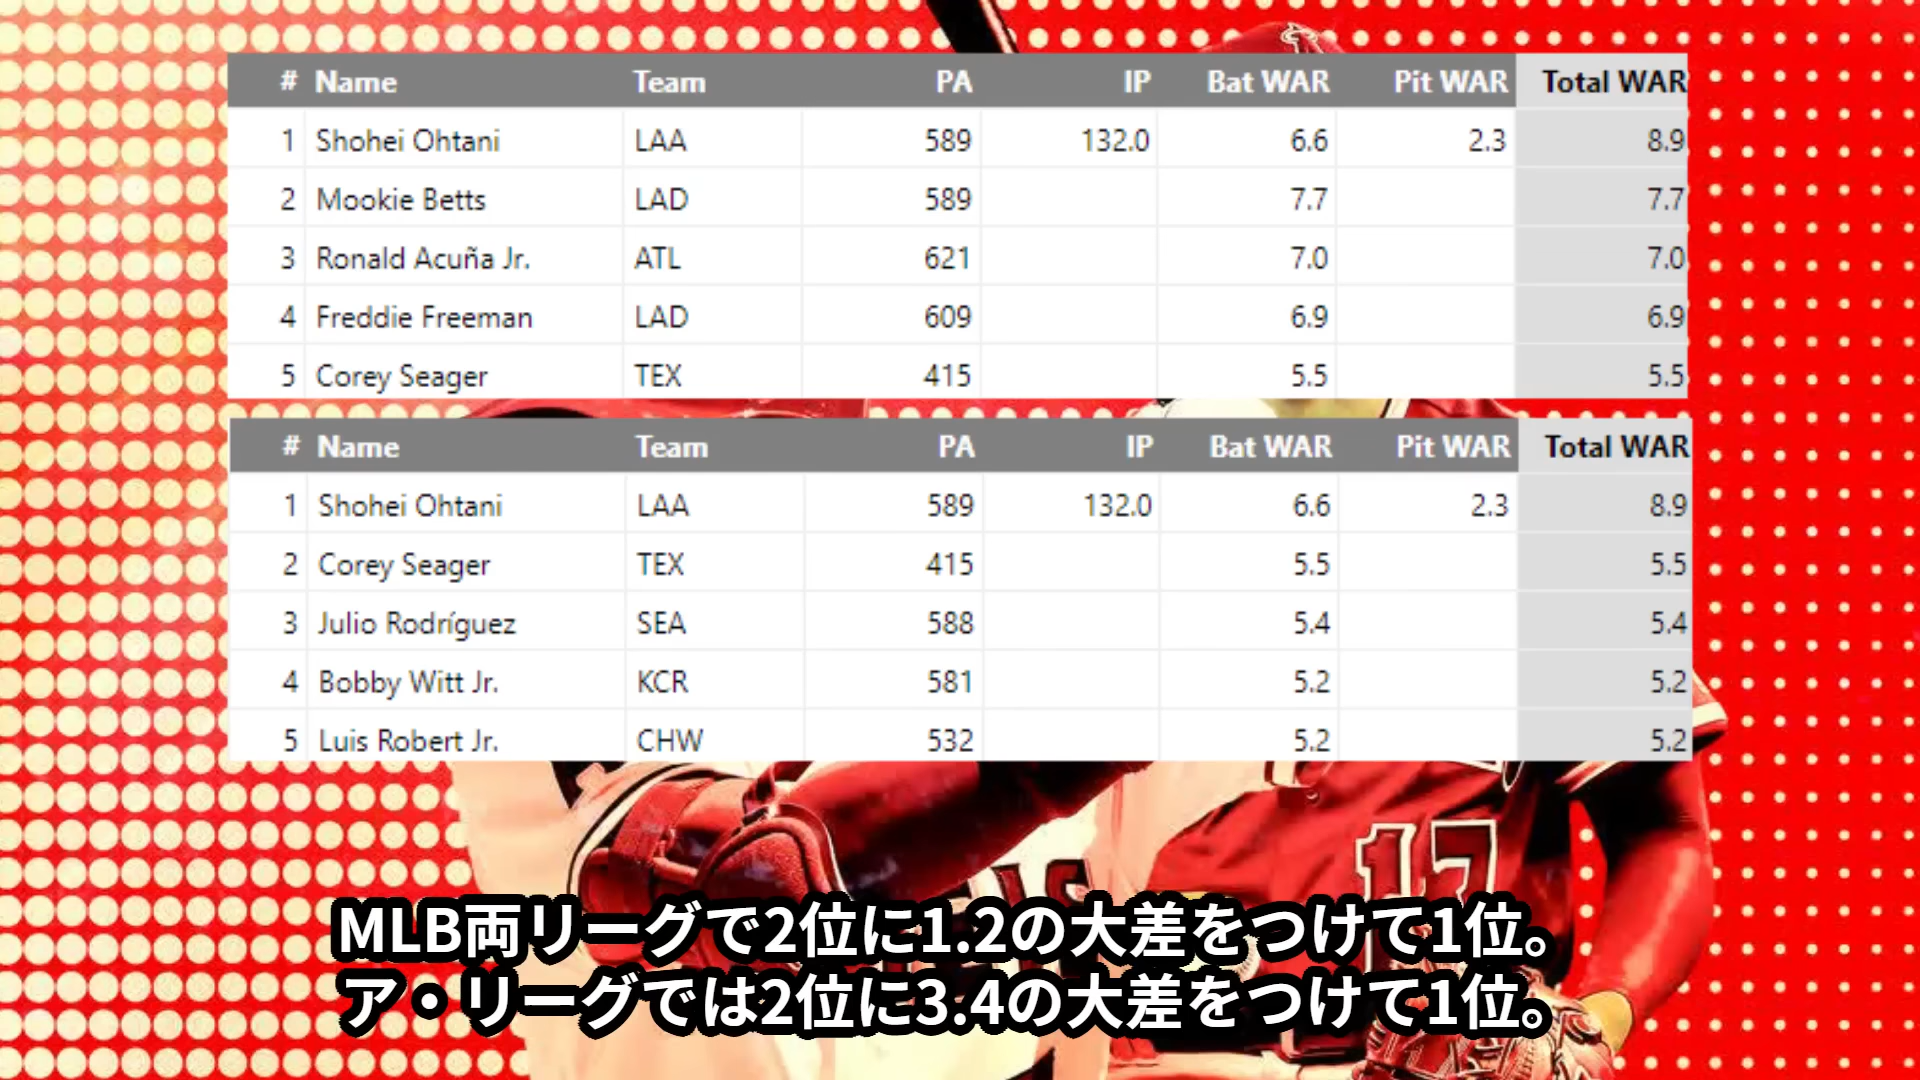 # Name Team PA IP Bat WAR Pit WAR Total WAR
1 Shohei Ohtani LAA 589 132.0 6.6 2.3 8.9
2 Mookie Betts LAD 589 7.7 7.7
3 Ronald Acuña Jr. ATL 621 7.0 7.0
4 Freddie Freeman LAD 609 6.9 6.9
5 Corey Seager TEX 415 5.5 5.5
# Name Team PA IP Bat WAR Pit WAR Total WAR
1 Shohei Ohtani LAA 589 132.0 6.6 2.3 8.9
2 Corey Seager TEX 415 5.5 5.5
3 Julio Rodríguez SEA 588 5.4 5.4
4 Bobby Witt Jr. KCR 581 5.2 5.2
5 Luis Robert Jr. CHW 532 5.2 5.2
17
MLB両リーグで2位に1.2の大差をつけて1位。
ア・リーグでは2位に3.4の大差をつけて1位。